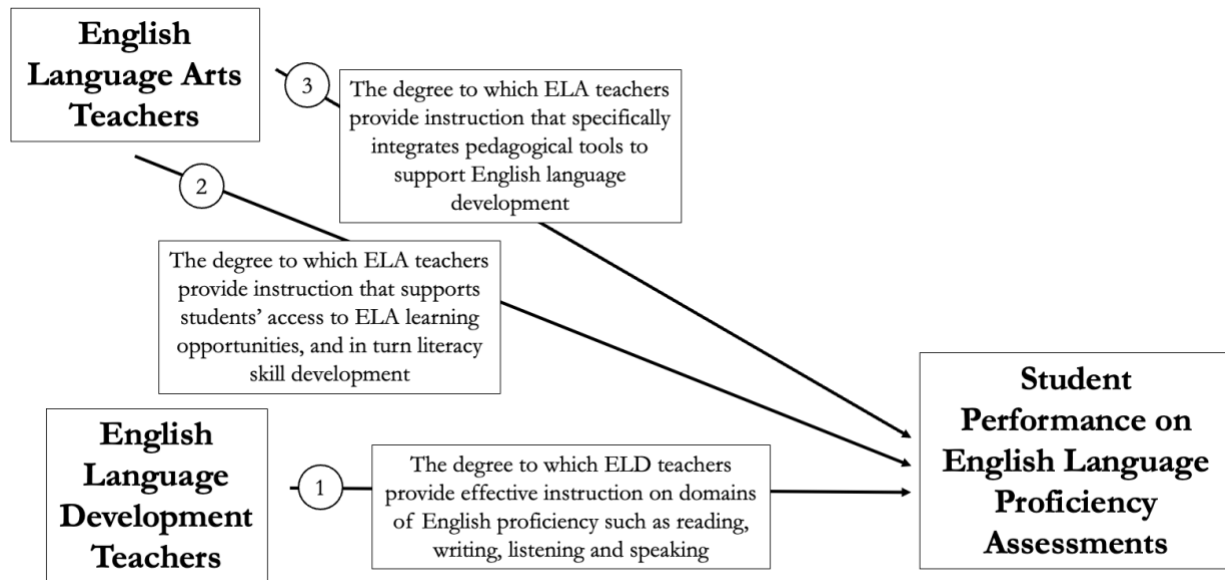 English
Language Arts
Teachers
3
The degree to which ELA teachers
provide instruction that specifically
integrates pedagogical tools to
support English language
development
2
The degree to which ELA teachers
provide instruction that supports
students’ access to ELA learning
opportunities, and in turn literacy
skill development
English
Language
Development
Teachers
1
The degree to which ELD teachers
provide effective instruction on domains
of English proficiency such as reading,
writing, listening and speaking
Student
Performance on
English Language
Proficiency
Assessments